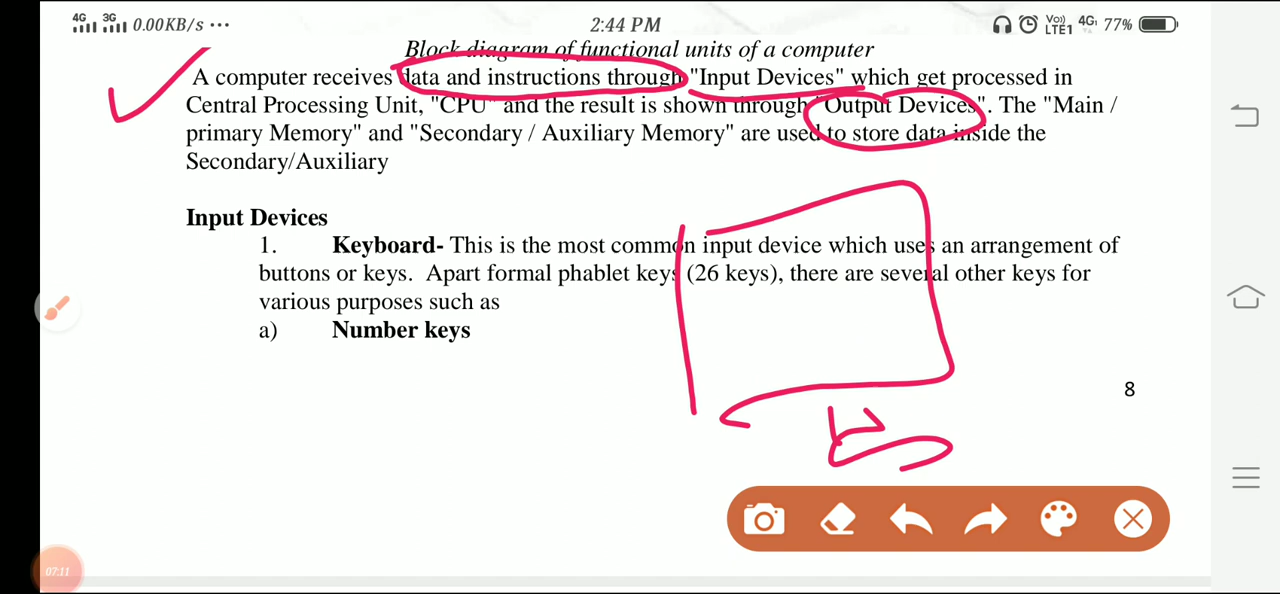 4G 3G 0.00KB/s ... 2:44 PM Vo)) LTE1 4G 77%
Block diagram of functional units of a computer
A computer receives data and instructions through "Input Devices" which get processed in
Central Processing Unit, "CPU" and the result is shown through "Output Devices". The "Main /
primary Memory" and "Secondary / Auxiliary Memory" are used to store data inside the
Secondary/Auxiliary
Input Devices
1. Keyboard- This is the most common input device which uses an arrangement of
buttons or keys. Apart formal phablet keys (26 keys), there are several other keys for
various purposes such as
a) Number keys
8
07:11